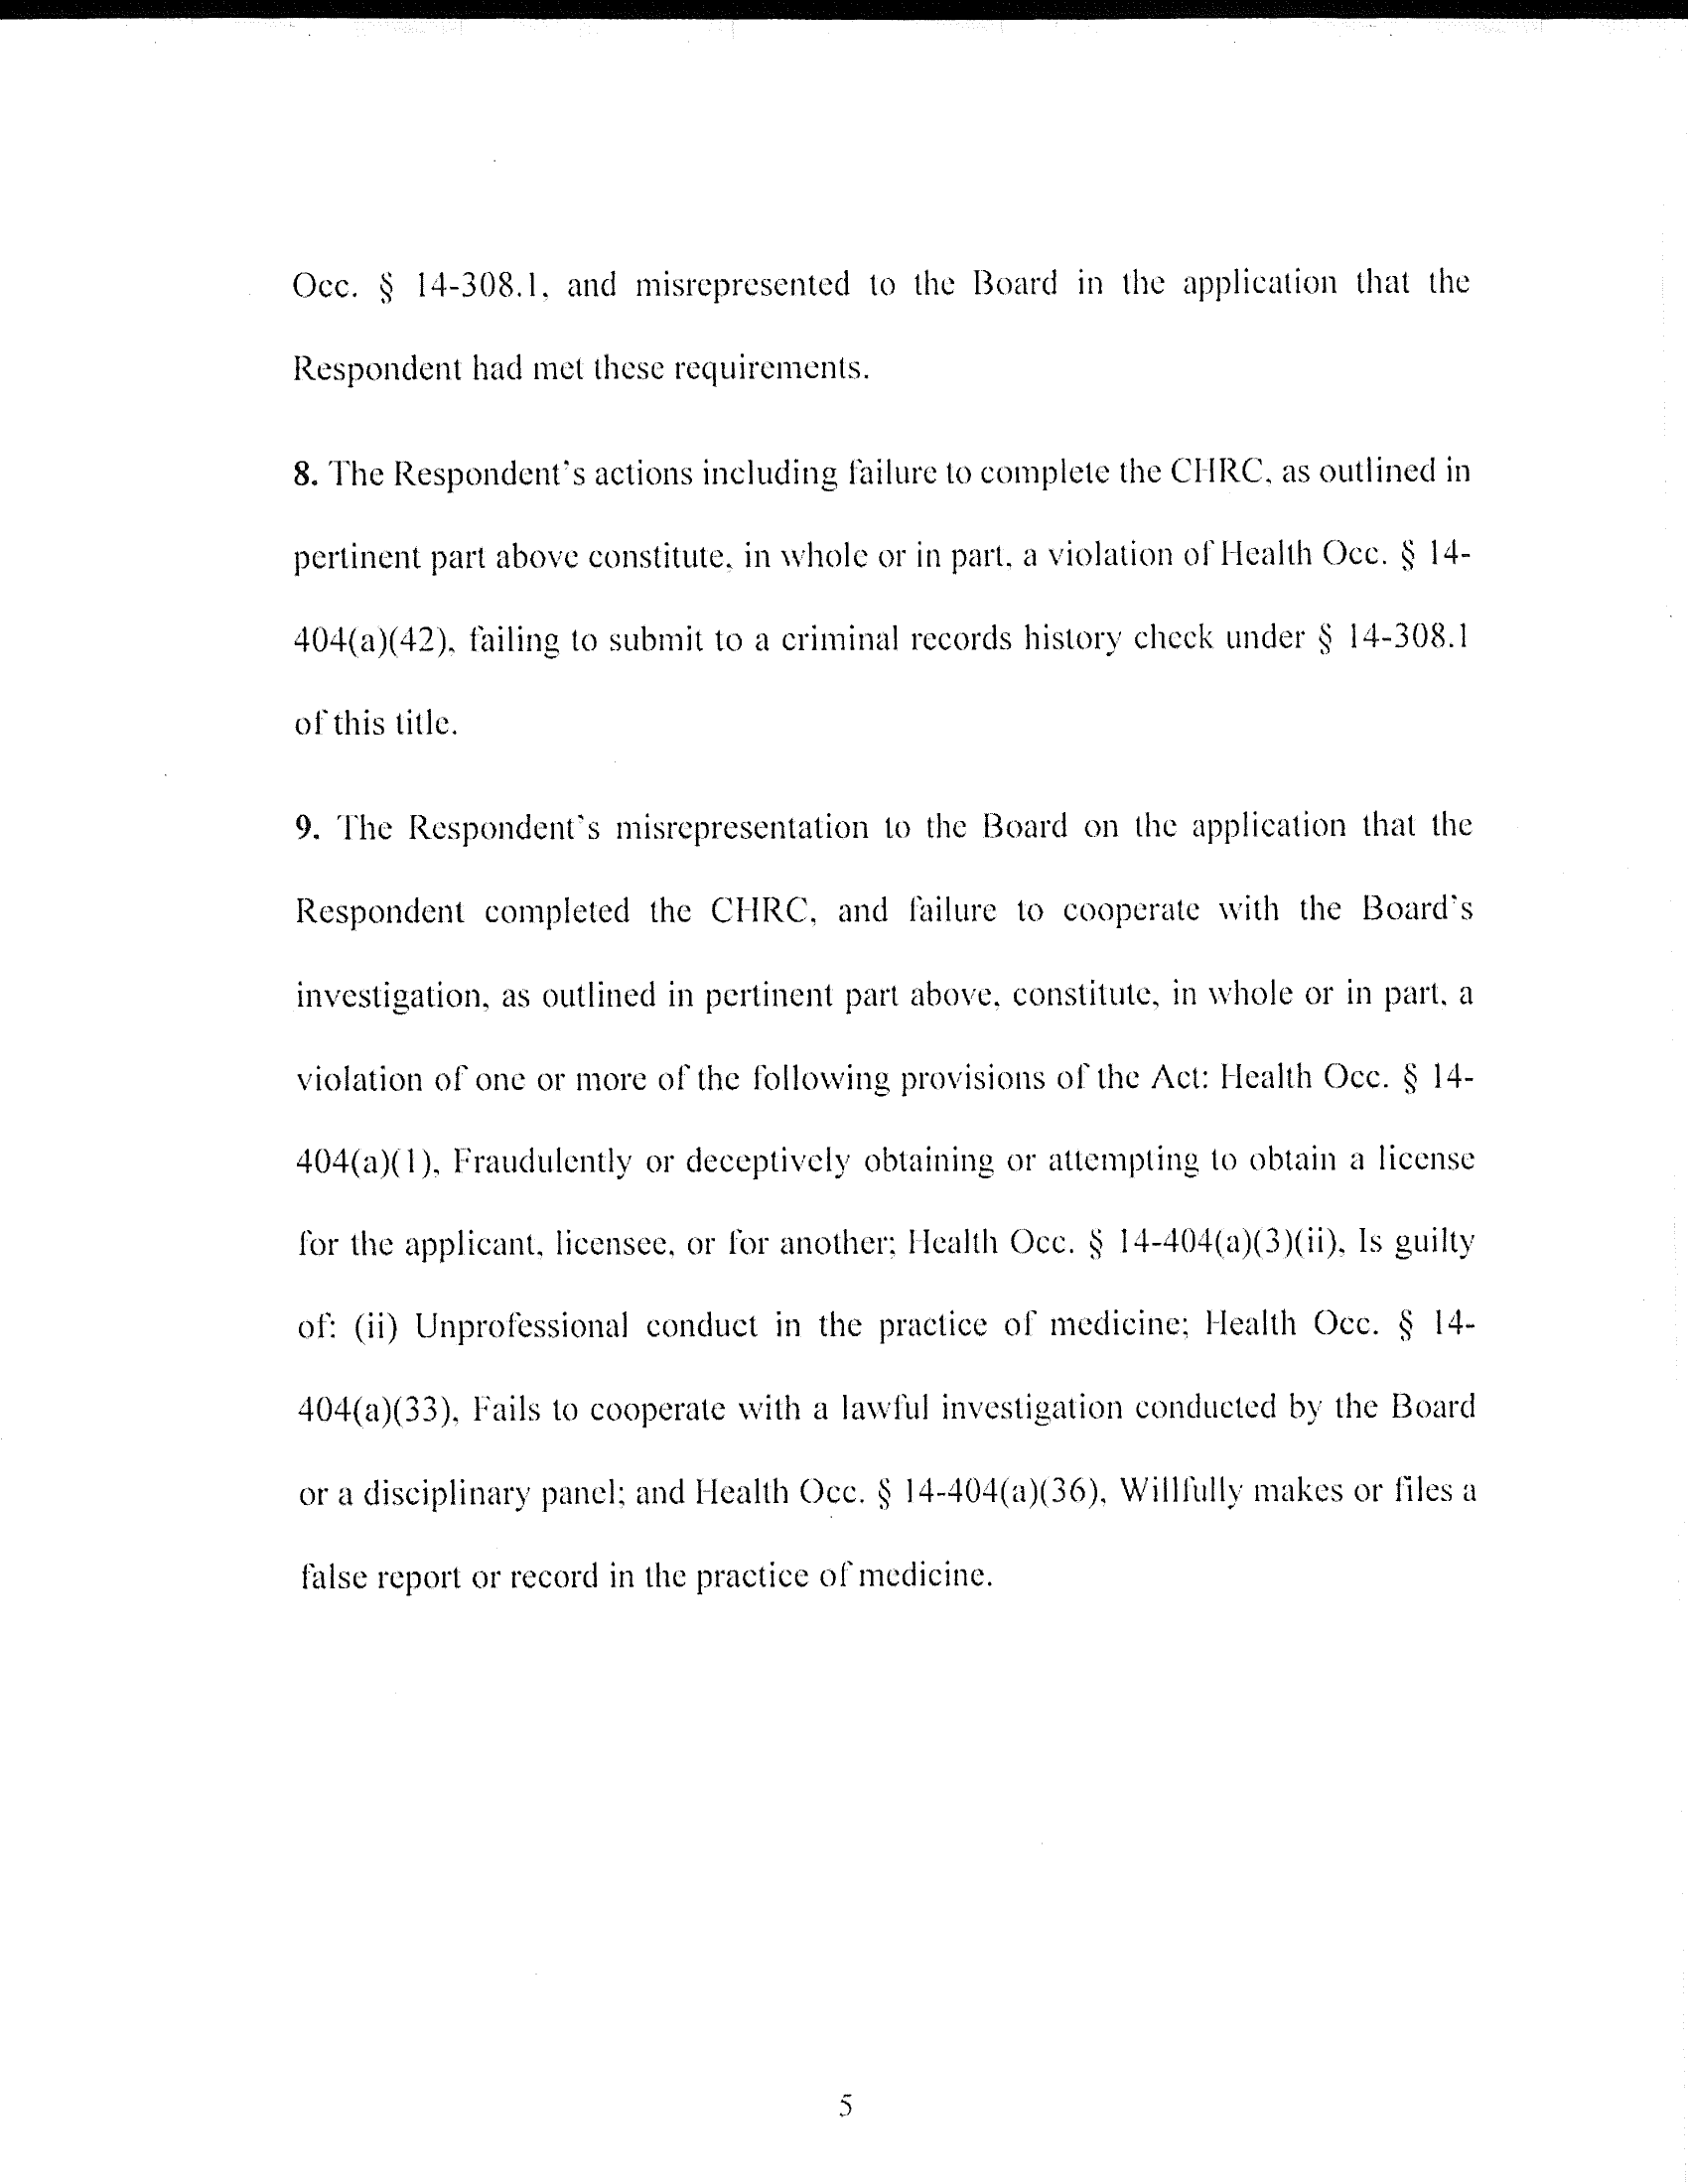 Occ. § 14-308.1, and misrepresented to the Board in the application that the
Respondent had met these requirements.
8. The Respondent's actions including failure to complete the CHRC, as outlined in
pertinent part above constitute, in whole or in part, a violation of Health Occ. § 14-
404(a)(42), failing to submit to a criminal records history check under § 14-308.1
of this title.
9. The Respondent's misrepresentation to the Board on the application that the
Respondent completed the CHRC, and failure to cooperate with the Board's
investigation, as outlined in pertinent part above, constitute, in whole or in part, a
violation of one or more of the following provisions of the Act: Health Occ. § 14-
404(a)(1), Fraudulently or deceptively obtaining or attempting to obtain a license
for the applicant, licensee, or for another; Health Occ. § 14-404(a)(3)(ii), Is guilty
of: (ii) Unprofessional conduct in the practice of medicine; Health Occ. § 14-
404(a)(33), Fails to cooperate with a lawful investigation conducted by the Board
or a disciplinary panel; and Health Occ. § 14-404(a)(36), Willfully makes or files a
false report or record in the practice of medicine.
5